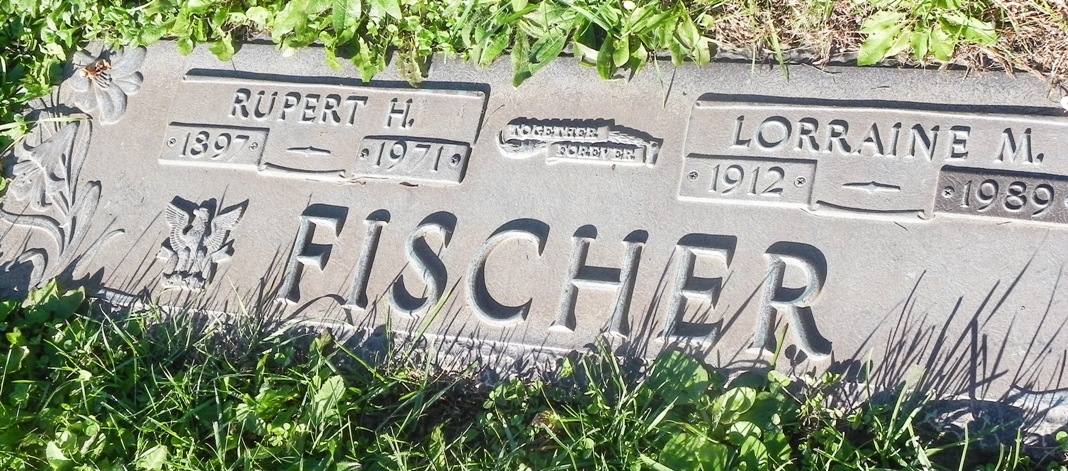 RUPERT H.
1897 1971
TOGETHER
FOREVER
LORRAINE M.
1912 1989
FISCHER